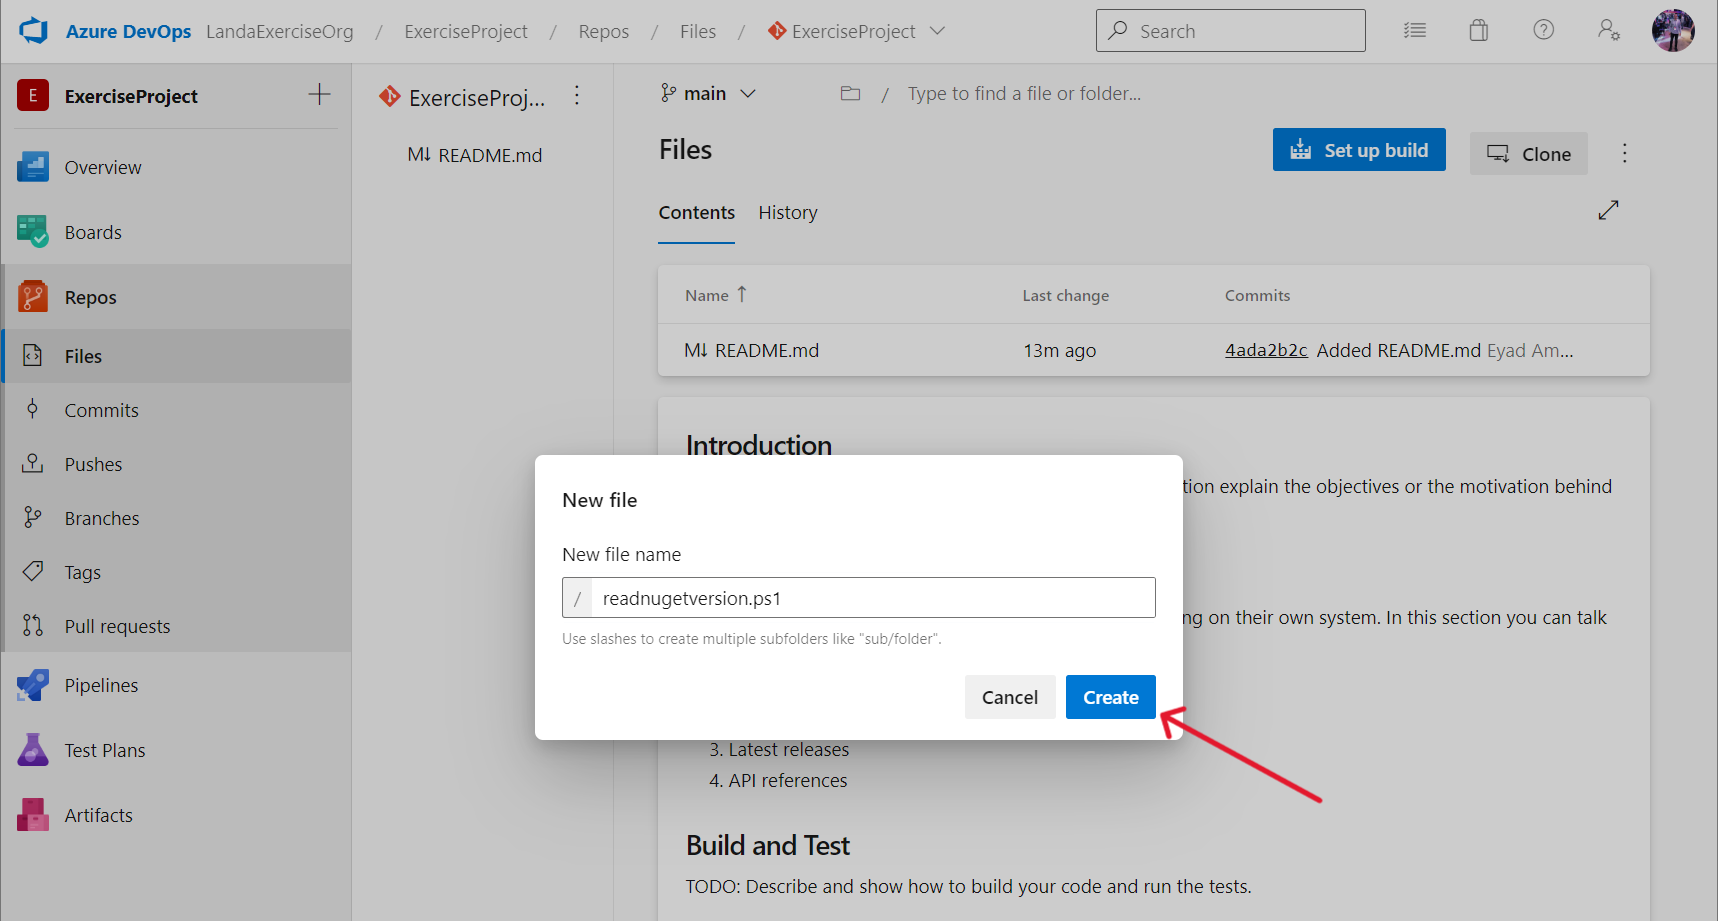 Azure DevOps LandaExerciseOrg / ExerciseProject / Repos / Files / ExerciseProject
Search
E ExerciseProject
Overview
Boards
Repos
Files
Commits
Pushes
Branches
Tags
Pull requests
Pipelines
Test Plans
Artifacts
ExerciseProj...
M↓ README.md
main / Type to find a file or folder...
Files
Set up build
Clone
Contents History
Name ↑ Last change Commits
M↓ README.md 13m ago 4ada2b2c Added README.md Eyad Am...
Introduction
tion explain the objectives or the motivation behind
ng on their own system. In this section you can talk
New file
New file name
/ readnugetversion.ps1
Use slashes to create multiple subfolders like "sub/folder".
Cancel Create
3. Latest releases
4. API references
Build and Test
TODO: Describe and show how to build your code and run the tests.